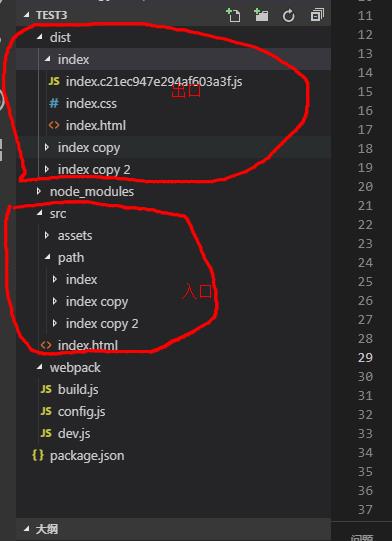 TEST3
dist
index
JS index.c21ec947e294af603a3f.js
出口
# index.css
<> index.html
index copy
index copy 2
node_modules
src
assets
path
index
入口
index copy
index copy 2
<> index.html
webpack
JS build.js
JS config.js
JS dev.js
{} package.json
大纲
11
12
13
14
15
16
17
18
19
20
21
22
23
24
25
26
27
28
29
30
31
32
33
34
35
36
37
问题